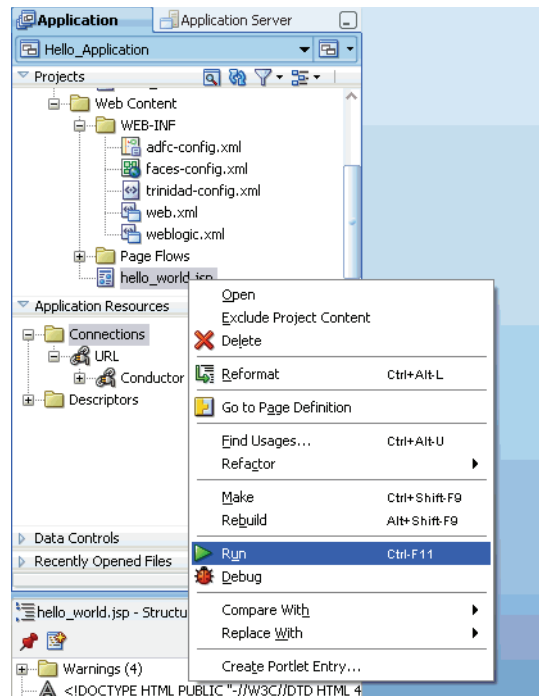 Application
Application Server
Hello_Application
Projects
Web Content
WEB-INF
adfc-config.xml
faces-config.xml
trinidad-config.xml
web.xml
weblogic.xml
Page Flows
hello_world.jsp
Application Resources
Connections
URL
Conductor
Descriptors
Data Controls
Recently Opened Files
Open
Exclude Project Content
Delete
Reformat Ctrl+Alt-L
Go to Page Definition
Find Usages... Ctrl+Alt-U
Refactor
Make Ctrl+Shift-F9
Rebuild Alt+Shift-F9
Run Ctrl-F11
Debug
Compare With
Replace With
Create Portlet Entry...
hello_world.jsp - Structu
Warnings (4)
<!DOCTYPE HTML PUBLIC "-//W3C//DTD HTML 4